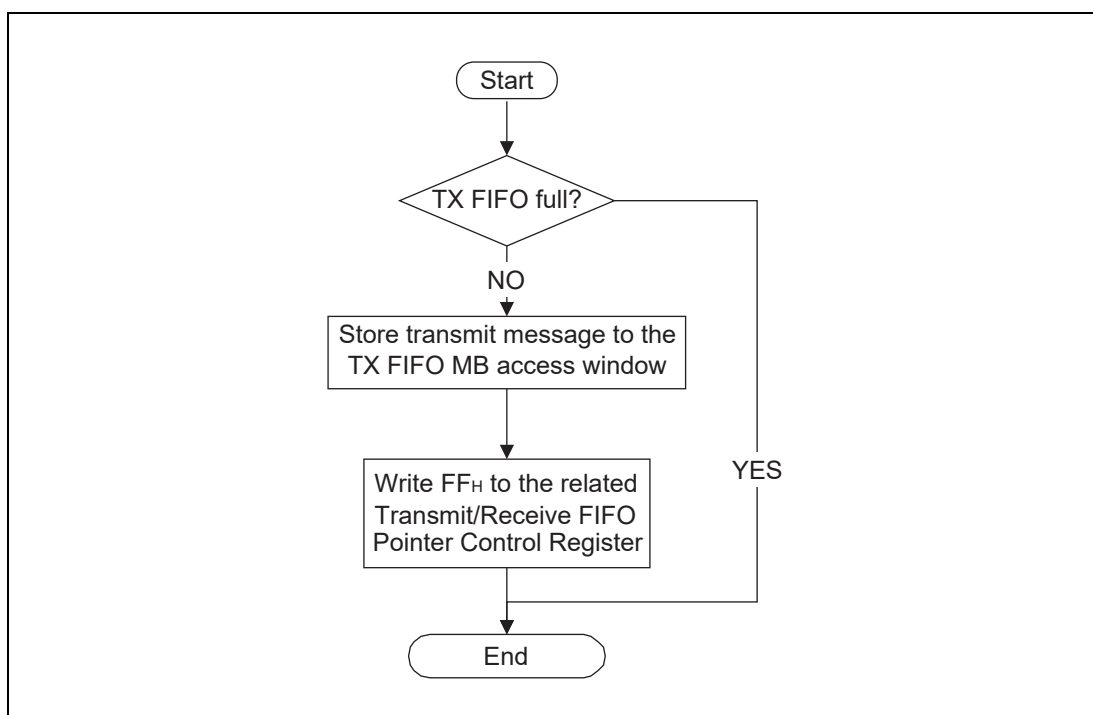 Start
TX FIFO full?
NO
Store transmit message to the
TX FIFO MB access window
YES
Write FFH to the related
Transmit/Receive FIFO
Pointer Control Register
End